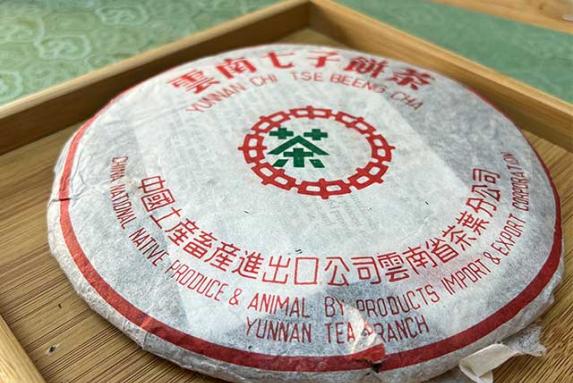 雲南七子餅茶
YUNNAN CHI TSE BEENG CHA
茶
中國土産畜産進出口公司雲南省茶葉分公司
CHINA NATIONAL NATIVE PRODUCE & ANIMAL BY PRODUCTS IMPORT & EXPORT CORPORATION
YUNNAN TEA BRANCH